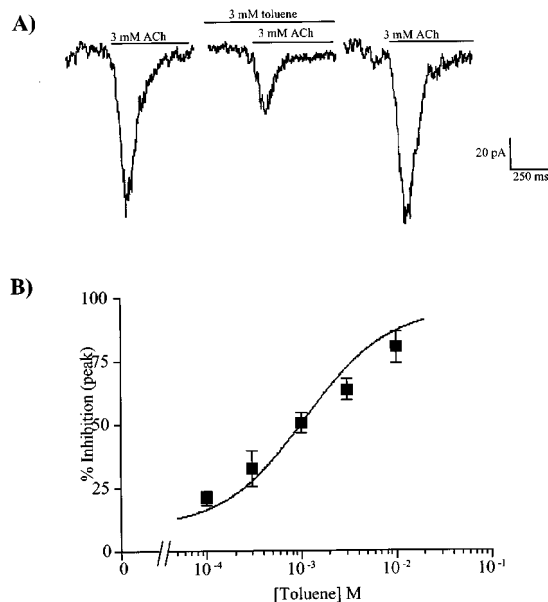 A)
3 mM toluene
3 mM ACh
3 mM ACh
3 mM ACh
20 pA
250 ms
B)
% Inhibition (peak)
100
75
50
25
0
0
10⁻⁴
10⁻³
10⁻²
10⁻¹
[Toluene] M